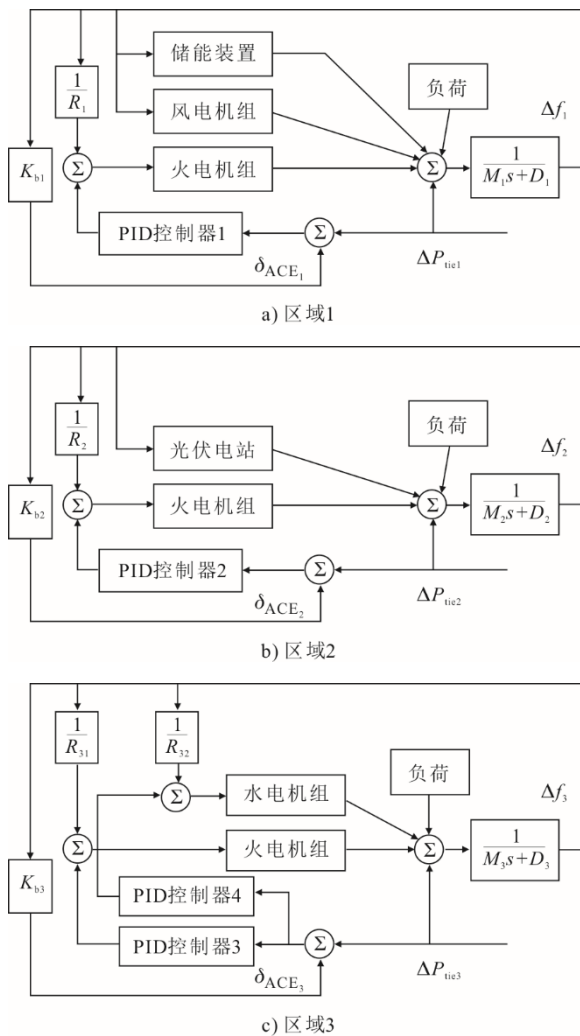 储能装置
负荷
1
R₁
Δf₁
风电机组
1
M₁s+D₁
K_b1
Σ
火电机组
Σ
PID控制器1
Σ
δ_ACE₁
ΔP_tie1
a) 区域1
1
R₂
负荷
Δf₂
光伏电站
1
M₂s+D₂
K_b2
Σ
火电机组
Σ
PID控制器2
Σ
δ_ACE₂
ΔP_tie2
b) 区域2
1
R₃₁
1
R₃₂
负荷
Δf₃
Σ
水电机组
1
M₃s+D₃
Σ
火电机组
Σ
K_b3
PID控制器4
PID控制器3
Σ
δ_ACE₃
ΔP_tie3
c) 区域3